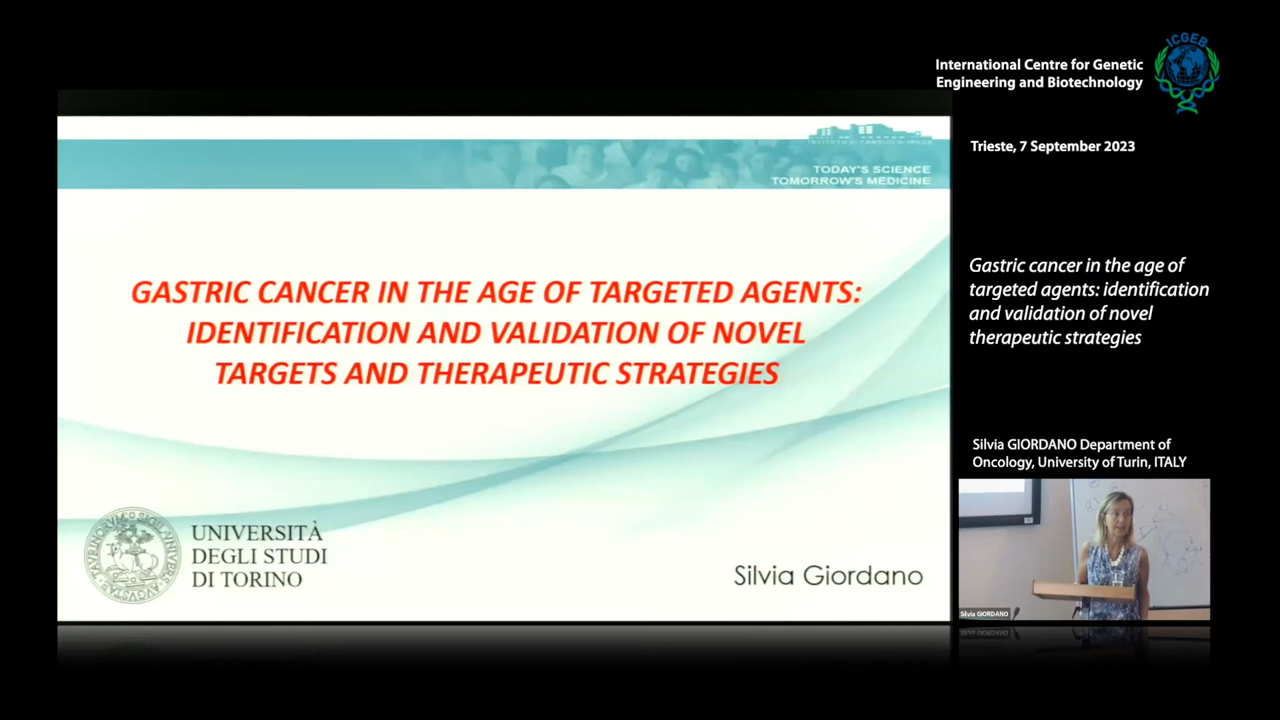 ICGEB
International Centre for Genetic
Engineering and Biotechnology
Trieste, 7 September 2023
TODAY'S SCIENCE
TOMORROW'S MEDICINE
GASTRIC CANCER IN THE AGE OF TARGETED AGENTS:
IDENTIFICATION AND VALIDATION OF NOVEL
TARGETS AND THERAPEUTIC STRATEGIES
UNIVERSITÀ
DEGLI STUDI
DI TORINO
Silvia Giordano
Gastric cancer in the age of
targeted agents: identification
and validation of novel
therapeutic strategies
Silvia GIORDANO Department of
Oncology, University of Turin, ITALY
Silvia GIORDANO